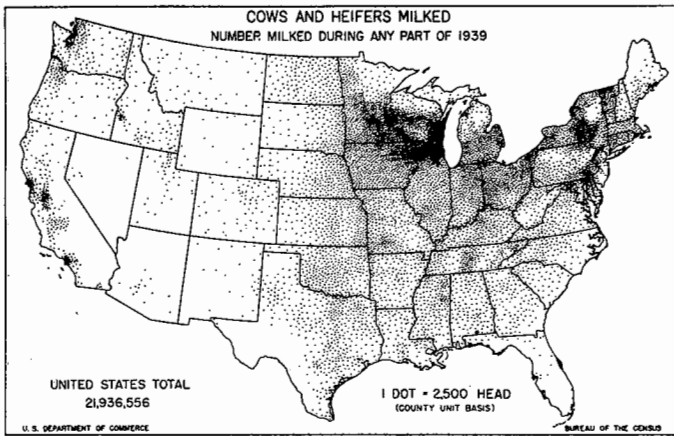 COWS AND HEIFERS MILKED
NUMBER MILKED DURING ANY PART OF 1939
UNITED STATES TOTAL
21,936,556
1 DOT = 2,500 HEAD
(COUNTY UNIT BASIS)
U. S. DEPARTMENT OF COMMERCE
BUREAU OF THE CENSUS